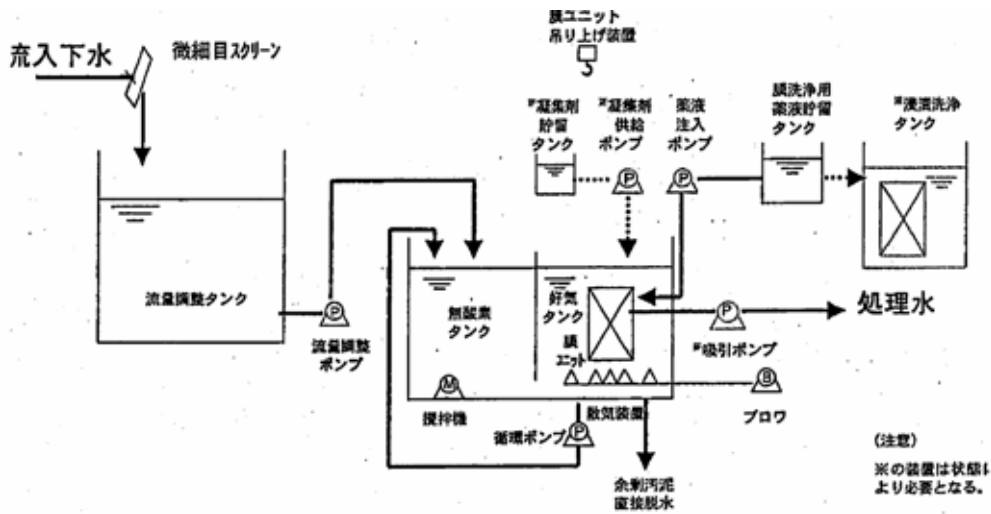 膜ユニット
吊り上げ装置
流入下水
微細目スクリーン
※凝集剤
貯留
タンク
※凝集剤
供給
ポンプ
薬液
注入
ポンプ
膜洗浄用
薬液貯留
タンク
※浸漬洗浄
タンク
P
P
流量調整タンク
P
流量調整
ポンプ
無酸素
タンク
好気
タンク
膜
ユニット
P
※吸引ポンプ
処理水
M
撹拌機
散気装置
B
ブロワ
循環ポンプ
P
余剰汚泥
直接脱水
(注意)
※の装置は状態に
より必要となる。